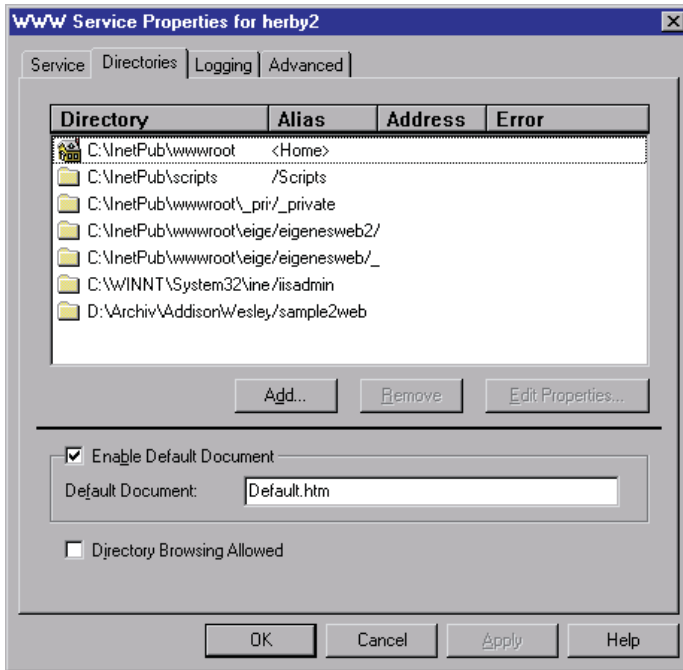 WWW Service Properties for herby2
Service Directories Logging Advanced
Directory Alias Address Error
C:\InetPub\wwwroot <Home>
C:\InetPub\scripts /Scripts
C:\InetPub\wwwroot\_pri /_private
C:\InetPub\wwwroot\eige /eigenesweb2/
C:\InetPub\wwwroot\eige /eigenesweb/_
C:\WINNT\System32\ine /iisadmin
D:\Archiv\AddisonWesley /sample2web
Add... Remove Edit Properties...
Enable Default Document
Default Document: Default.htm
Directory Browsing Allowed
OK Cancel Apply Help